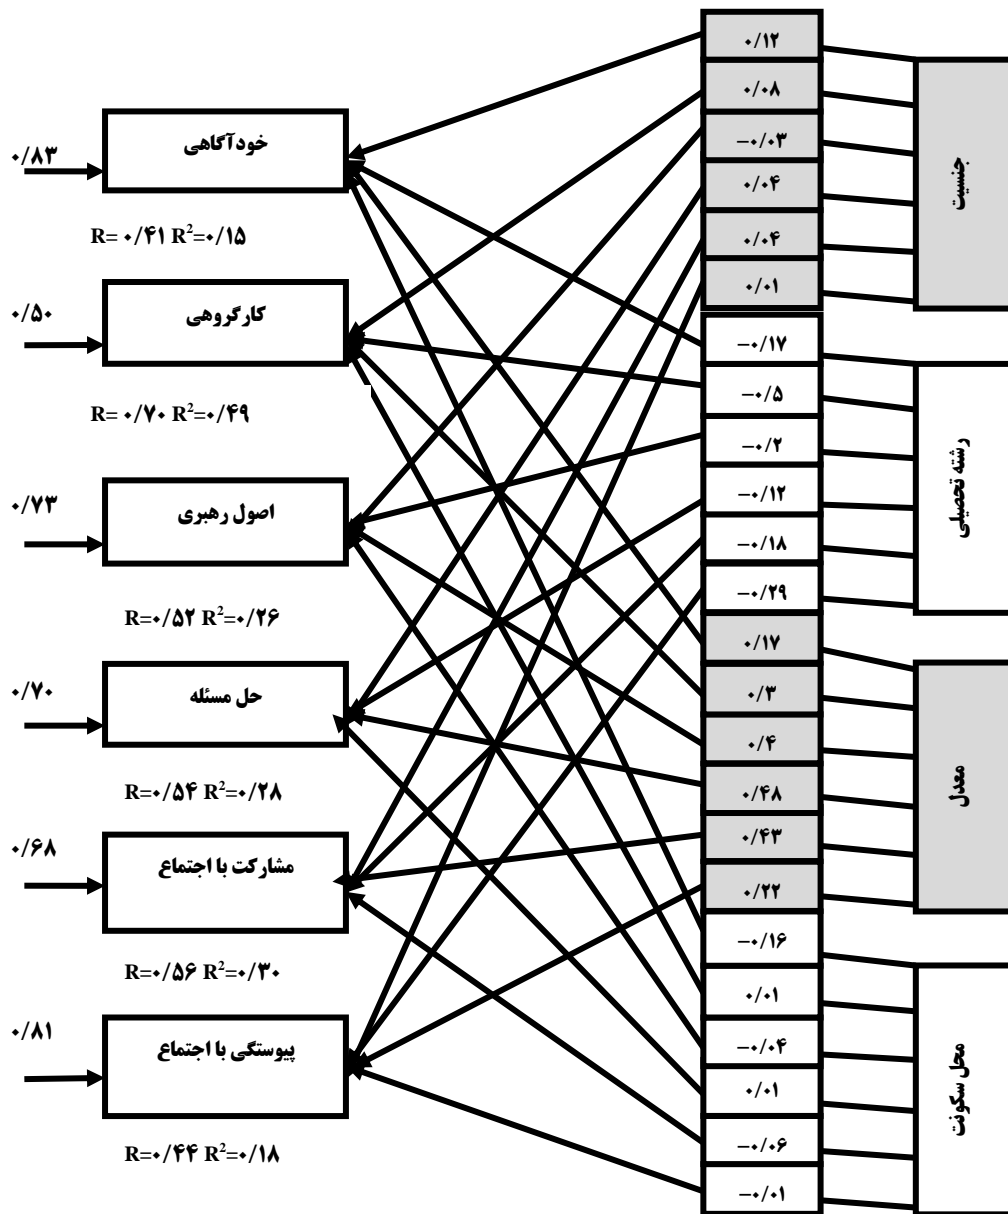 جنسیت
۰/۱۲
۰/۰۸
−۰/۰۳
۰/۰۴
۰/۰۴
۰/۰۱
رشته تحصیلی
−۰/۱۷
−۰/۵
−۰/۲
−۰/۱۲
−۰/۱۸
−۰/۲۹
معدل
۰/۱۷
۰/۳
۰/۴
۰/۴۸
۰/۴۳
۰/۲۲
محل سکونت
−۰/۱۶
۰/۰۱
−۰/۰۴
۰/۰۱
−۰/۰۶
−۰/۰۱
خودآگاهی
۰/۸۳
R= ۰/۴۱ R²=۰/۱۵
کارگروهی
۰/۵۰
R= ۰/۷۰ R²=۰/۴۹
اصول رهبری
۰/۷۳
R=۰/۵۲ R²=۰/۲۶
حل مسئله
۰/۷۰
R=۰/۵۴ R²=۰/۲۸
مشارکت با اجتماع
۰/۶۸
R=۰/۵۶ R²=۰/۳۰
پیوستگی با اجتماع
۰/۸۱
R=۰/۴۴ R²=۰/۱۸